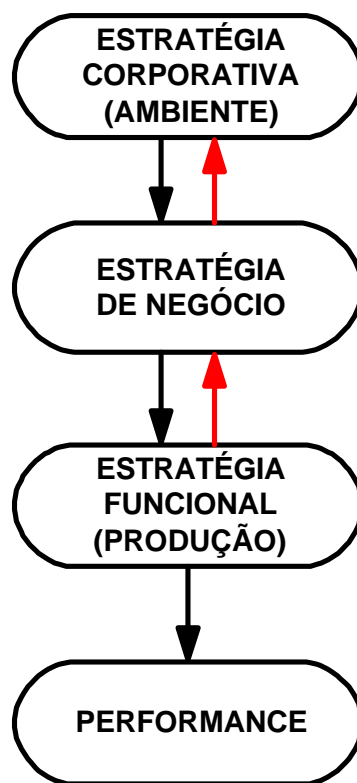 ESTRATÉGIA
CORPORATIVA
(AMBIENTE)
ESTRATÉGIA
DE NEGÓCIO
ESTRATÉGIA
FUNCIONAL
(PRODUÇÃO)
PERFORMANCE